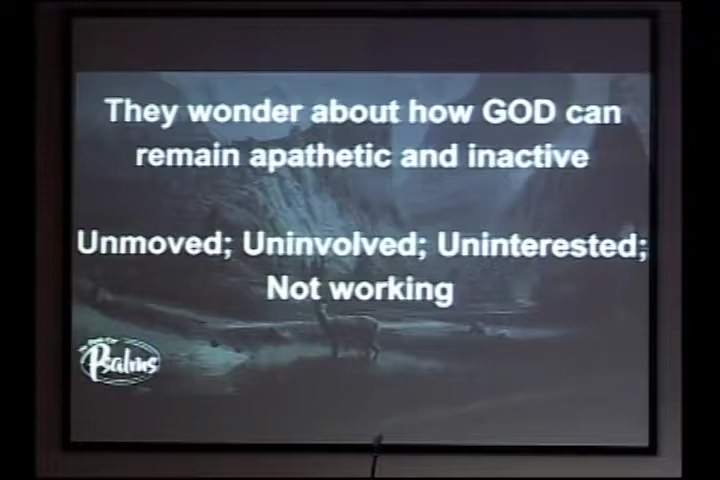 They wonder about how GOD can
remain apathetic and inactive
Unmoved; Uninvolved; Uninterested;
Not working
Psalms